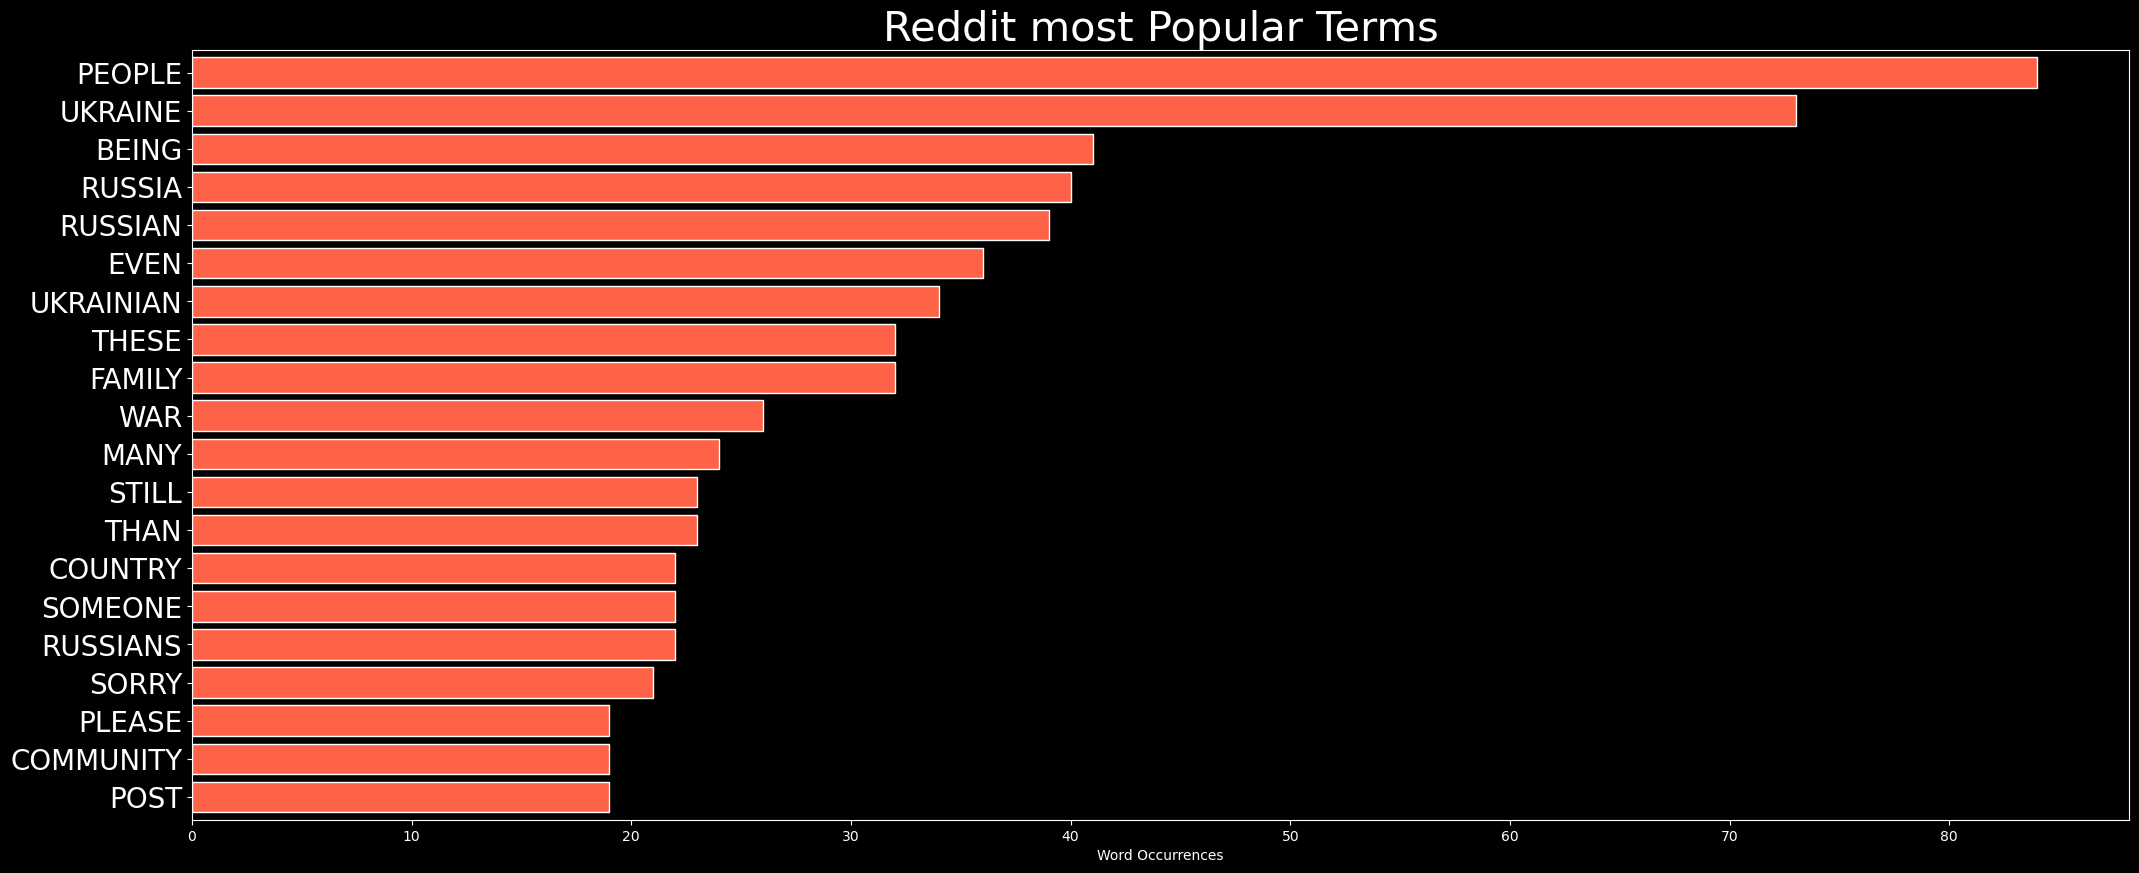 Reddit most Popular Terms
PEOPLE
UKRAINE
BEING
RUSSIA
RUSSIAN
EVEN
UKRAINIAN
THESE
FAMILY
WAR
MANY
STILL
THAN
COUNTRY
SOMEONE
RUSSIANS
SORRY
PLEASE
COMMUNITY
POST
0 10 20 30 40 50 60 70 80
Word Occurrences